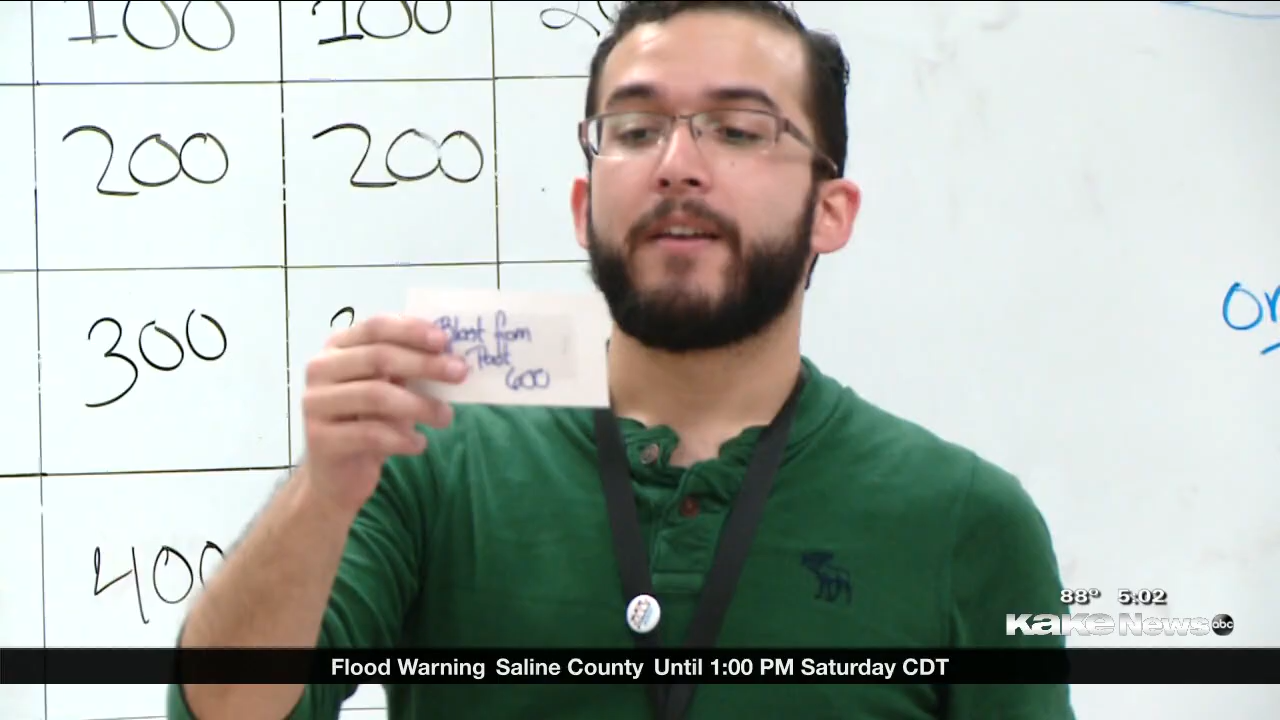 100 100
200 200
300
400
Blast from
Past
600
or
88° 5:02
KAKE News abc
Flood Warning Saline County Until 1:00 PM Saturday CDT